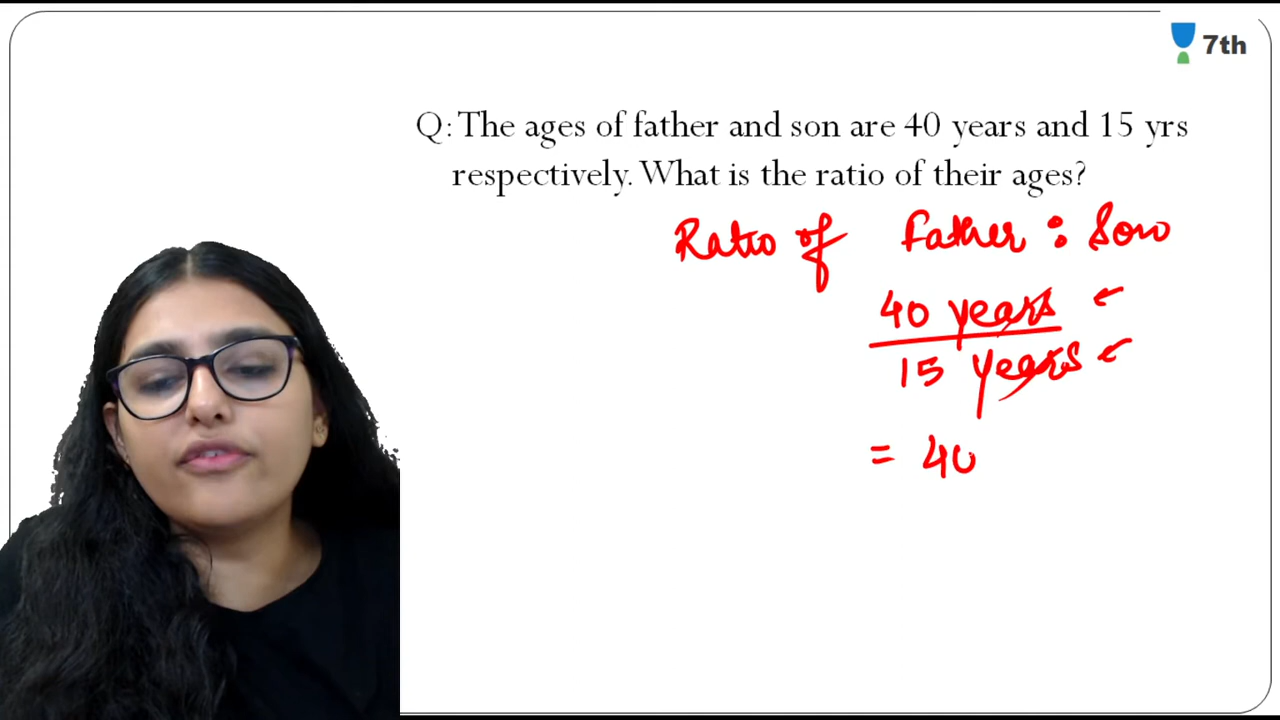 7th
Q: The ages of father and son are 40 years and 15 yrs
respectively. What is the ratio of their ages?
Ratio of Father : Son
40 years
15 years
= 40